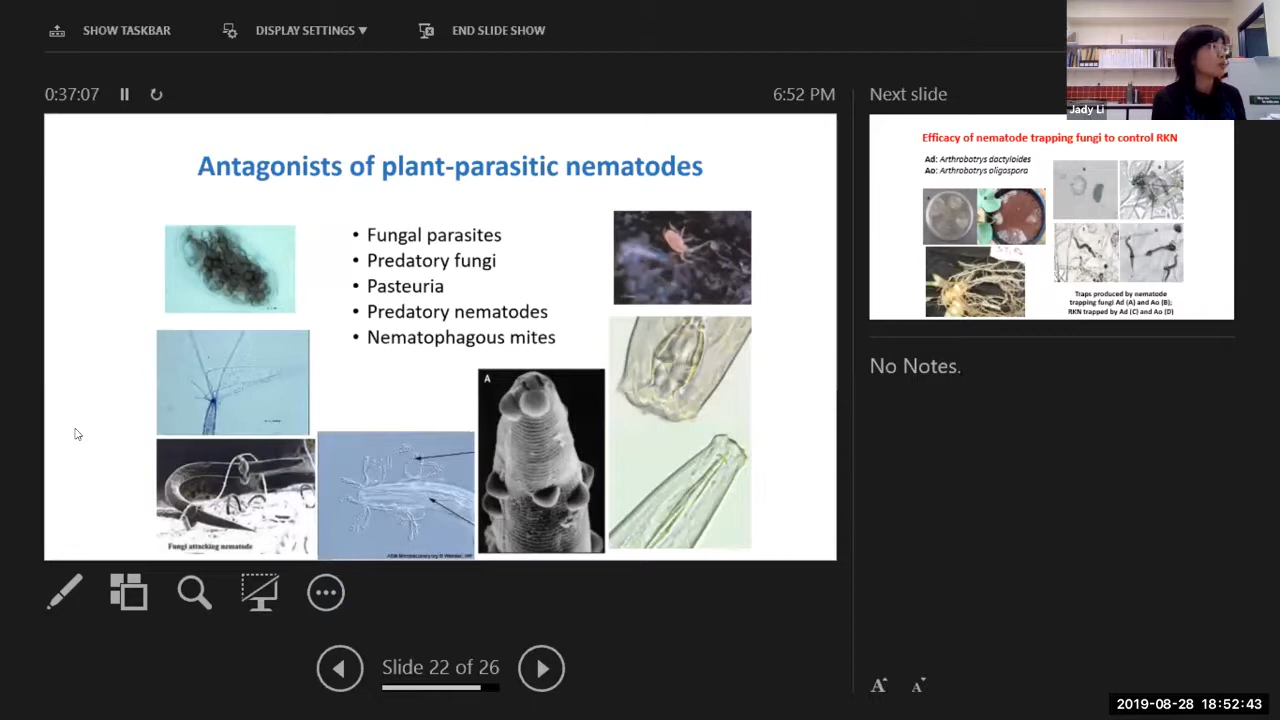 SHOW TASKBAR
DISPLAY SETTINGS ▼
END SLIDE SHOW
Jady Li
0:37:07
6:52 PM
Next slide
Antagonists of plant-parasitic nematodes
• Fungal parasites
• Predatory fungi
• Pasteuria
• Predatory nematodes
• Nematophagous mites
A
Fungi attacking nematode
Efficacy of nematode trapping fungi to control RKN
Ad: Arthrobotrys dactyloides
Ao: Arthrobotrys oligospora
Traps produced by nematode
trapping fungi Ad (A) and Ao (B);
RKN trapped by Ad (C) and Ao (D)
No Notes.
Slide 22 of 26
A A
2019-08-28 18:52:43